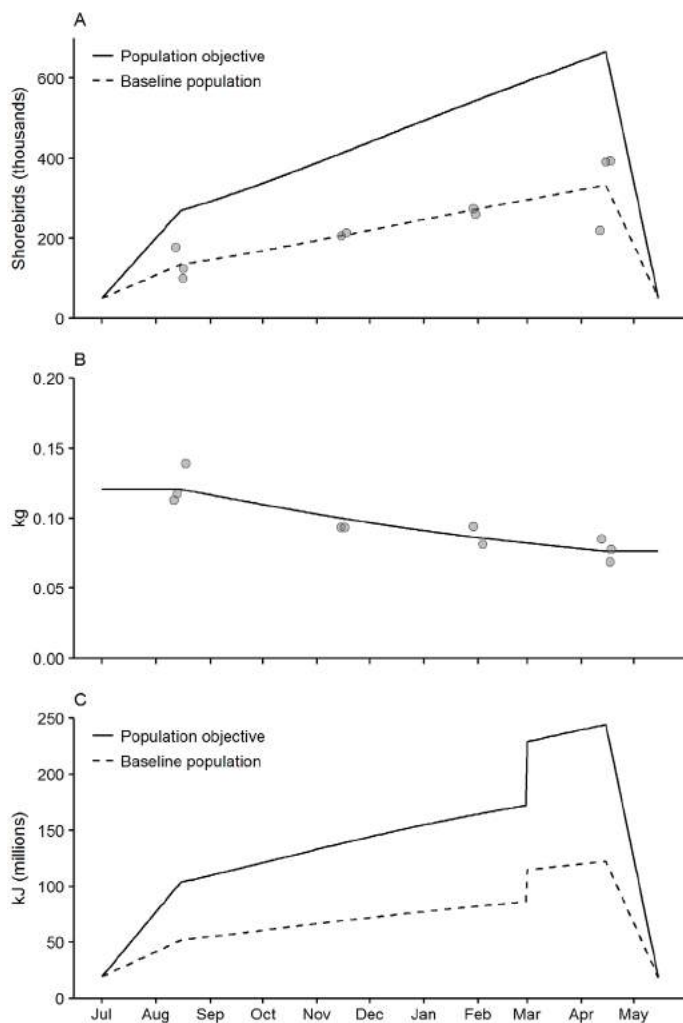 A
Shorebirds (thousands)
600
400
200
0
Population objective
Baseline population
B
kg
0.20
0.15
0.10
0.05
0.00
C
kJ (millions)
250
200
150
100
50
0
Population objective
Baseline population
Jul Aug Sep Oct Nov Dec Jan Feb Mar Apr May